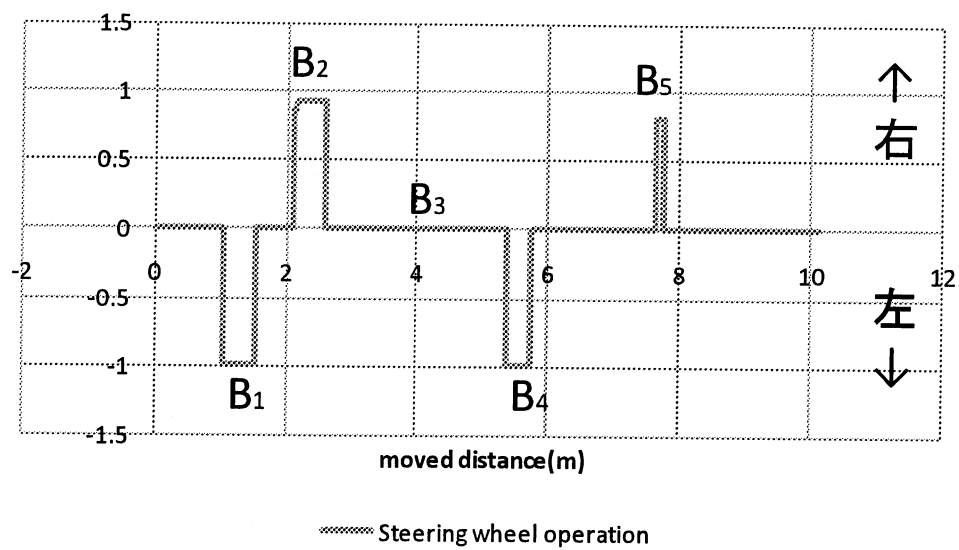 1.5
B2
1
B5
↑
右
0.5
B3
0
-2 0 2 4 6 8 10 12
-0.5
左
↓
-1
B1 B4
-1.5
moved distance(m)
Steering wheel operation